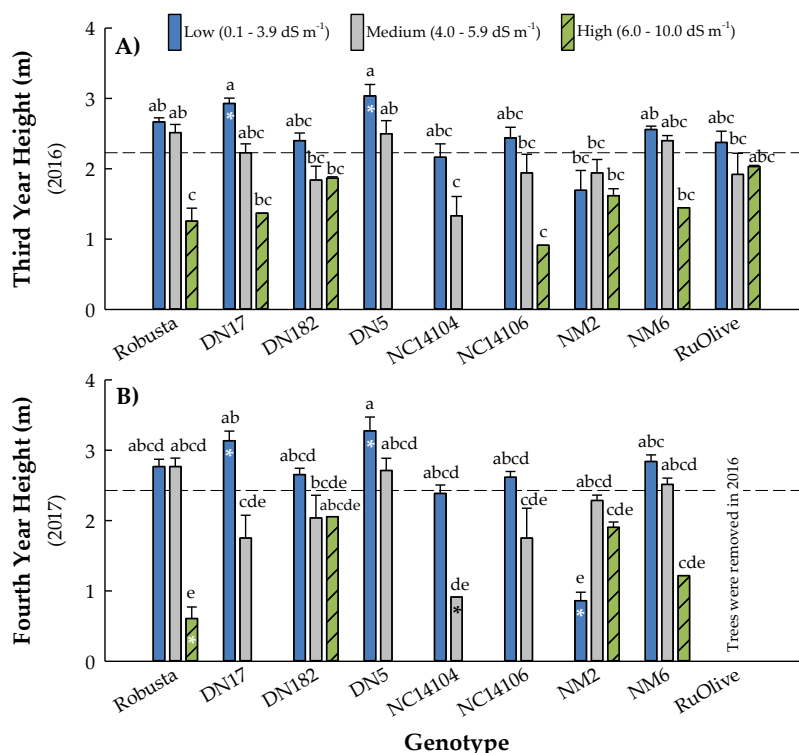 A)
Low (0.1 - 3.9 dS m⁻¹) Medium (4.0 - 5.9 dS m⁻¹) High (6.0 - 10.0 dS m⁻¹)
Third Year Height (m)
(2016)
4
3
2
1
0
ab ab c
a * abc bc
abc bc bc
a * ab
abc c
ab bc c
bc abc abc bc
ab abc bc
abc bc abc
Robusta DN17 DN182 DN5 NC14104 NC14106 NM2 NM6 RuOlive
B)
Fourth Year Height (m)
(2017)
4
3
2
1
0
abcd abcd e *
ab * cde
abcd bcde abcde
a * abcd
abcd de *
abcd cde
e * abcd cde
abc abcd cde
Trees were removed in 2016
Robusta DN17 DN182 DN5 NC14104 NC14106 NM2 NM6 RuOlive
Genotype